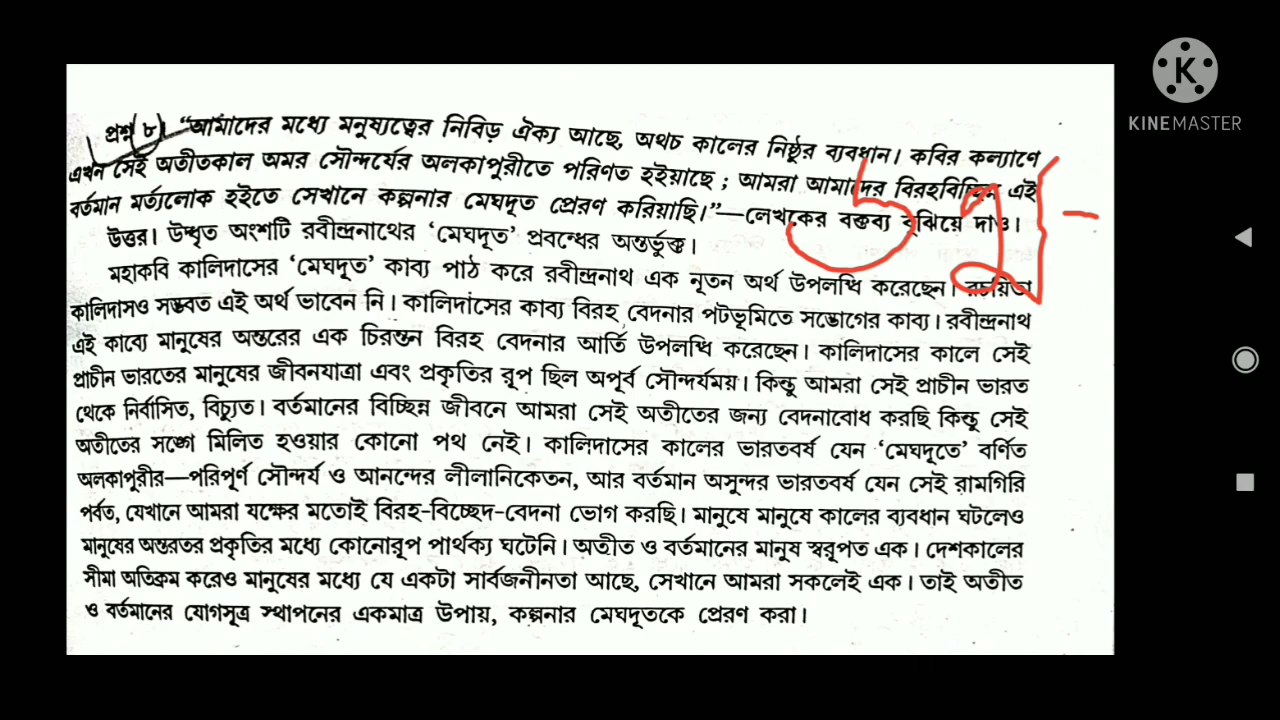 প্রশ্ন ৮। “আমাদের মধ্যে মনুষ্যত্বের নিবিড় ঐক্য আছে, অথচ কালের নিষ্ঠুর ব্যবধান। কবির কল্যাণে
এখন সেই অতীতকাল অমর সৌন্দর্যের অলকাপুরীতে পরিণত হইয়াছে ; আমরা আমাদের বিরহবিচ্ছিন্ন এই
বর্তমান মর্ত্যলোক হইতে সেখানে কল্পনার মেঘদূত প্রেরণ করিয়াছি।”—লেখকের বক্তব্য বুঝিয়ে দাও।
উত্তর। উদ্ধৃত অংশটি রবীন্দ্রনাথের ‘মেঘদূত’ প্রবন্ধের অন্তর্ভুক্ত।
মহাকবি কালিদাসের ‘মেঘদূত’ কাব্য পাঠ করে রবীন্দ্রনাথ এক নূতন অর্থ উপলব্ধি করেছেন। রচয়িতা
কালিদাসও সম্ভবত এই অর্থ ভাবেন নি। কালিদাসের কাব্য বিরহ বেদনার পটভূমিতে সম্ভোগের কাব্য। রবীন্দ্রনাথ
এই কাব্যে মানুষের অন্তরের এক চিরন্তন বিরহ বেদনার আর্তি উপলব্ধি করেছেন। কালিদাসের কালে সেই
প্রাচীন ভারতের মানুষের জীবনযাত্রা এবং প্রকৃতির রূপ ছিল অপূর্ব সৌন্দর্যময়। কিন্তু আমরা সেই প্রাচীন ভারত
থেকে নির্বাসিত, বিচ্যুত। বর্তমানের বিচ্ছিন্ন জীবনে আমরা সেই অতীতের জন্য বেদনাবোধ করছি কিন্তু সেই
অতীতের সঙ্গে মিলিত হওয়ার কোনো পথ নেই। কালিদাসের কালের ভারতবর্ষ যেন ‘মেঘদূতে’ বর্ণিত
অলকাপুরীর—পরিপূর্ণ সৌন্দর্য ও আনন্দের লীলানিকেতন, আর বর্তমান অসুন্দর ভারতবর্ষ যেন সেই রামগিরি
পর্বত, যেখানে আমরা যক্ষের মতোই বিরহ-বিচ্ছেদ-বেদনা ভোগ করছি। মানুষে মানুষে কালের ব্যবধান ঘটলেও
মানুষের অন্তরতর প্রকৃতির মধ্যে কোনোরূপ পার্থক্য ঘটেনি। অতীত ও বর্তমানের মানুষ স্বরূপত এক। দেশকালের
সীমা অতিক্রম করেও মানুষের মধ্যে যে একটা সার্বজনীনতা আছে, সেখানে আমরা সকলেই এক। তাই অতীত
ও বর্তমানের যোগসূত্র স্থাপনের একমাত্র উপায়, কল্পনার মেঘদূতকে প্রেরণ করা।
K
KINEMASTER